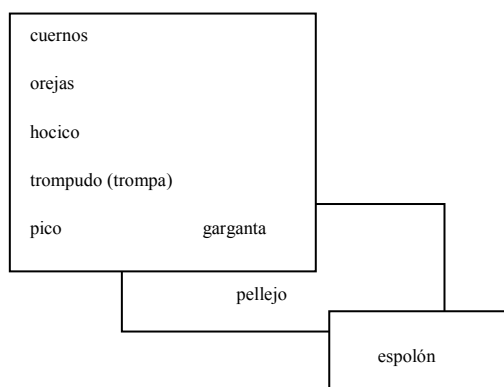 cuernos
orejas
hocico
trompudo (trompa)
pico garganta
pellejo
espolón